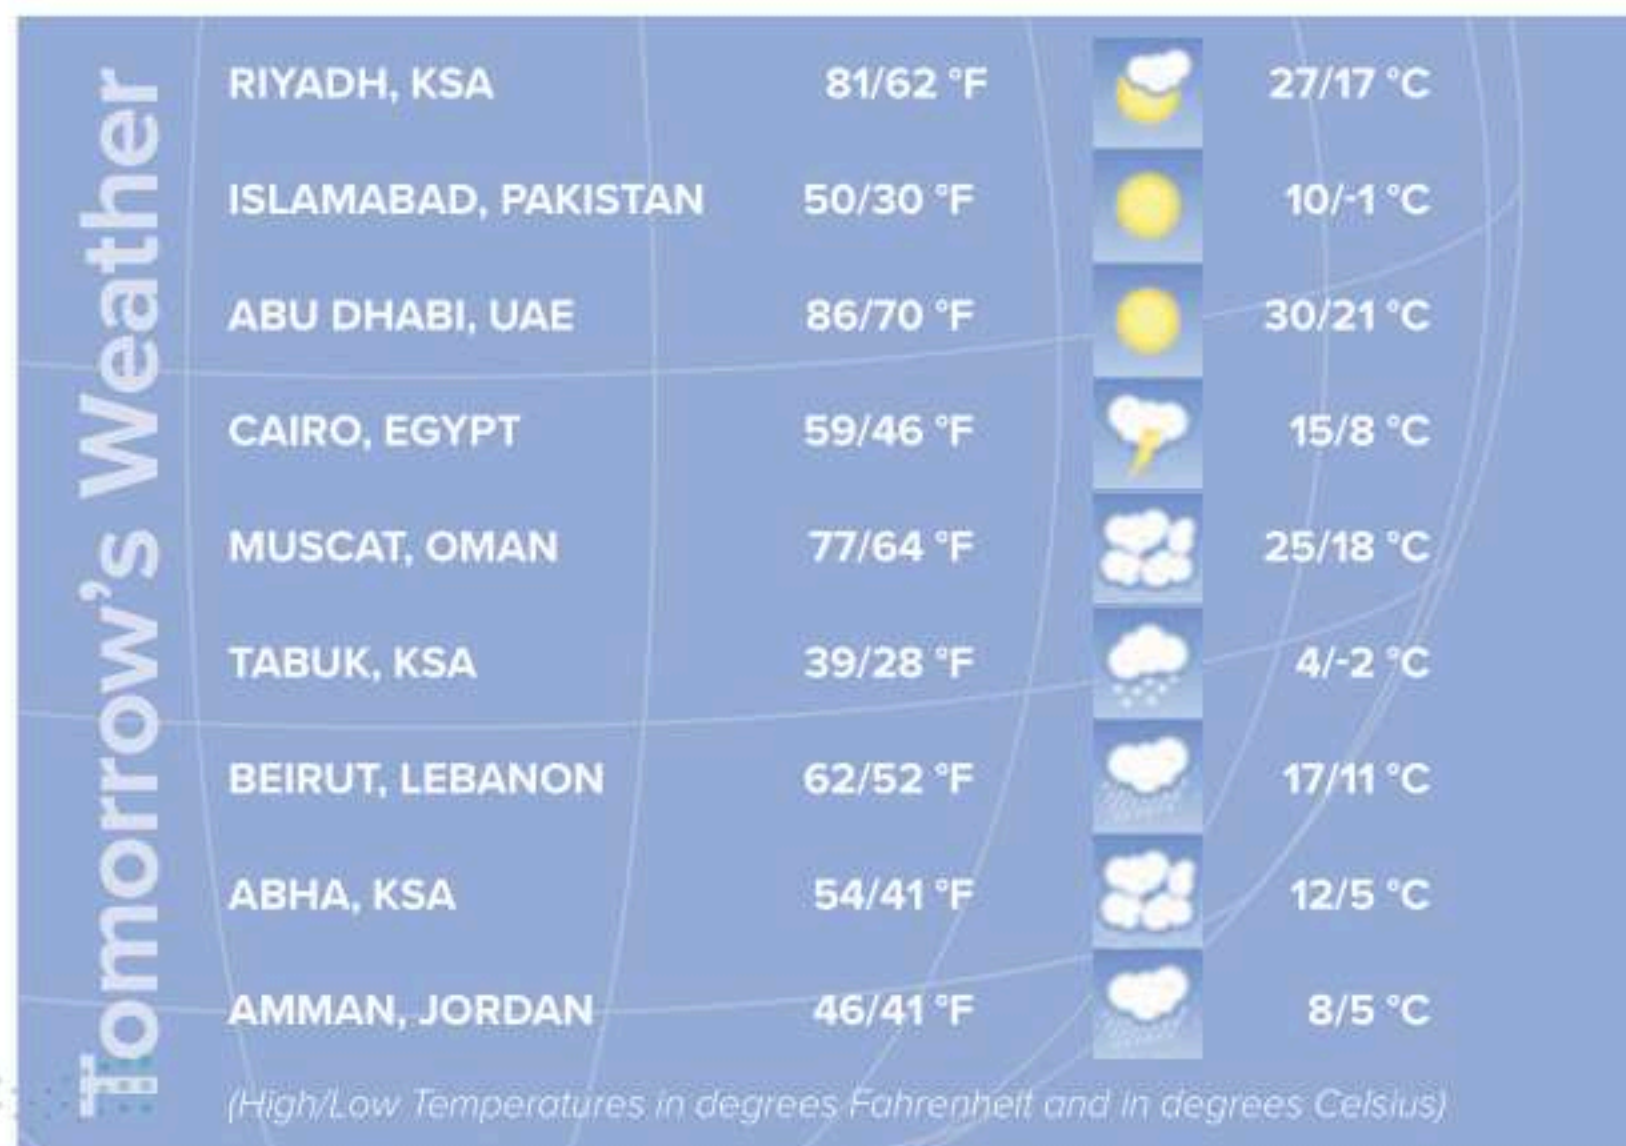 Tomorrow's Weather
RIYADH, KSA 81/62 °F 27/17 °C
ISLAMABAD, PAKISTAN 50/30 °F 10/-1 °C
ABU DHABI, UAE 86/70 °F 30/21 °C
CAIRO, EGYPT 59/46 °F 15/8 °C
MUSCAT, OMAN 77/64 °F 25/18 °C
TABUK, KSA 39/28 °F 4/-2 °C
BEIRUT, LEBANON 62/52 °F 17/11 °C
ABHA, KSA 54/41 °F 12/5 °C
AMMAN, JORDAN 46/41 °F 8/5 °C
(High/Low Temperatures in degrees Fahrenheit and in degrees Celsius)